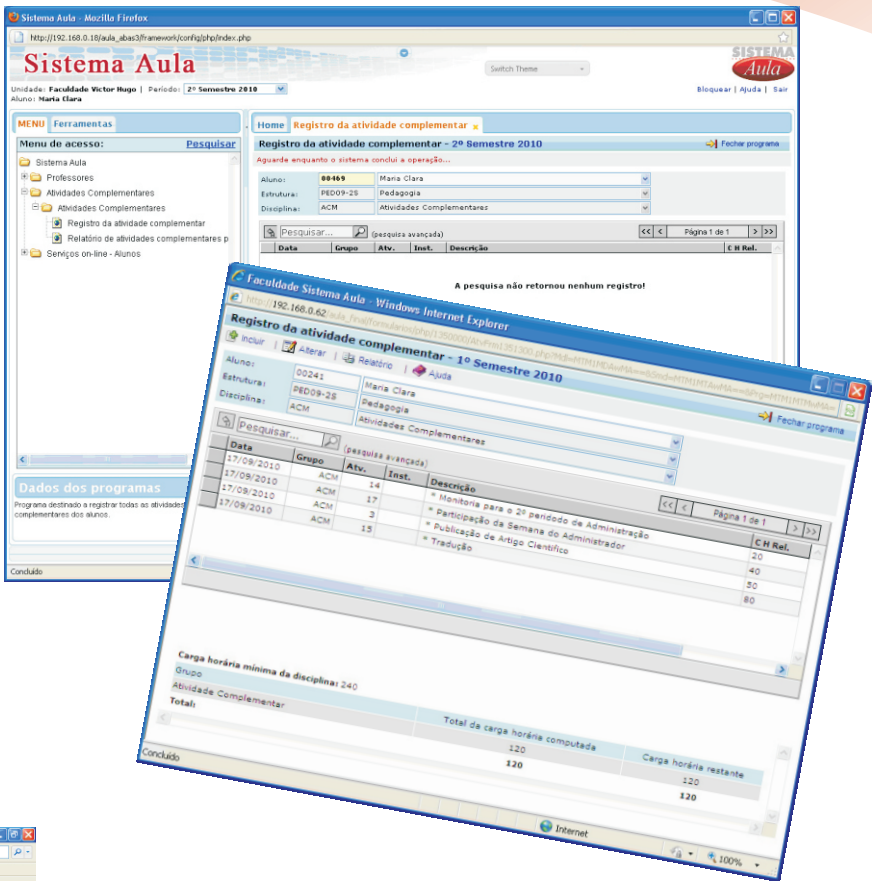 Sistema Aula - Mozilla Firefox
http://192.168.0.18/aula_abas3/framework/config/php/index.php
Sistema Aula
Switch Theme
SISTEMA
Aula
Unidade: Faculdade Victor Hugo | Período: 2º Semestre 2010
Aluno: Maria Clara
Bloquear | Ajuda | Sair
MENU Ferramentas
Menu de acesso: Pesquisar
Sistema Aula
Professores
Atividades Complementares
Atividades Complementares
Registro da atividade complementar
Relatório de atividades complementares p
Serviços on-line - Alunos
Dados dos programas
Programa destinado a registrar todas as atividades
complementares dos alunos.
Concluído
Home Registro da atividade complementar x
Registro da atividade complementar - 2º Semestre 2010 Fechar programa
Aguarde enquanto o sistema conclui a operação...
Aluno: 08469 Maria Clara
Estrutura: PED09-2S Pedagogia
Disciplina: ACM Atividades Complementares
Pesquisar... (pesquisa avançada) << < Página 1 de 1 > >>
Data Grupo Atv. Inst. Descrição C H Rel.
A pesquisa não retornou nenhum registro!
Faculdade Sistema Aula - Windows Internet Explorer
Registro da atividade complementar - 1º Semestre 2010
Fechar programa
Incluir | Alterar | Relatório | Ajuda
Aluno: 00241 Maria Clara
Estrutura: PED09-2S Pedagogia
Disciplina: ACM Atividades Complementares
Pesquisar... (pesquisa avançada) << < Página 1 de 1 > >>
Data Grupo Atv. Inst. Descrição C H Rel.
17/09/2010 ACM 14 * Monitoria para o 2º peridodo de Administração 20
17/09/2010 ACM 17 * Participação da Semana do Administrador 40
17/09/2010 ACM 3 * Publicação de Artigo Científico 50
17/09/2010 ACM 15 * Tradução 80
Carga horária mínima da disciplina: 240
Grupo Total da carga horária computada Carga horária restante
Atividade Complementar 120 120
Total: 120 120
Concluído Internet 100%